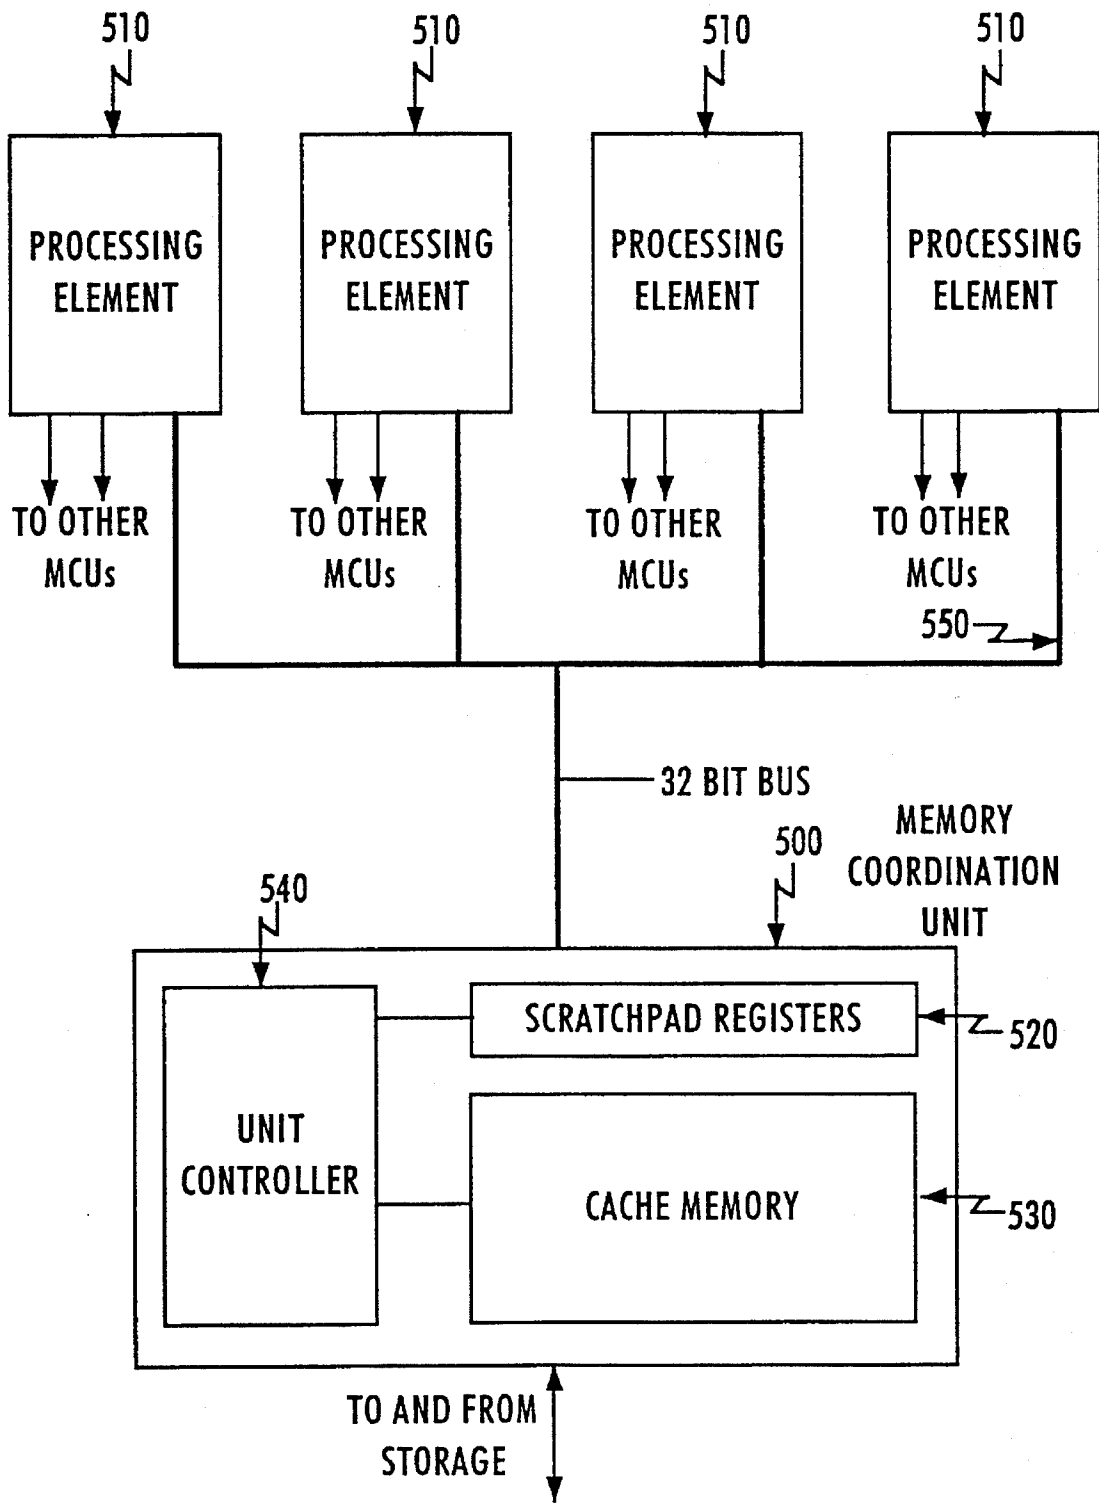 510
510
510
510
PROCESSING
ELEMENT
PROCESSING
ELEMENT
PROCESSING
ELEMENT
PROCESSING
ELEMENT
TO OTHER
MCUs
TO OTHER
MCUs
TO OTHER
MCUs
TO OTHER
MCUs
550
32 BIT BUS
MEMORY
COORDINATION
UNIT
500
540
SCRATCHPAD REGISTERS
520
UNIT
CONTROLLER
CACHE MEMORY
530
TO AND FROM
STORAGE